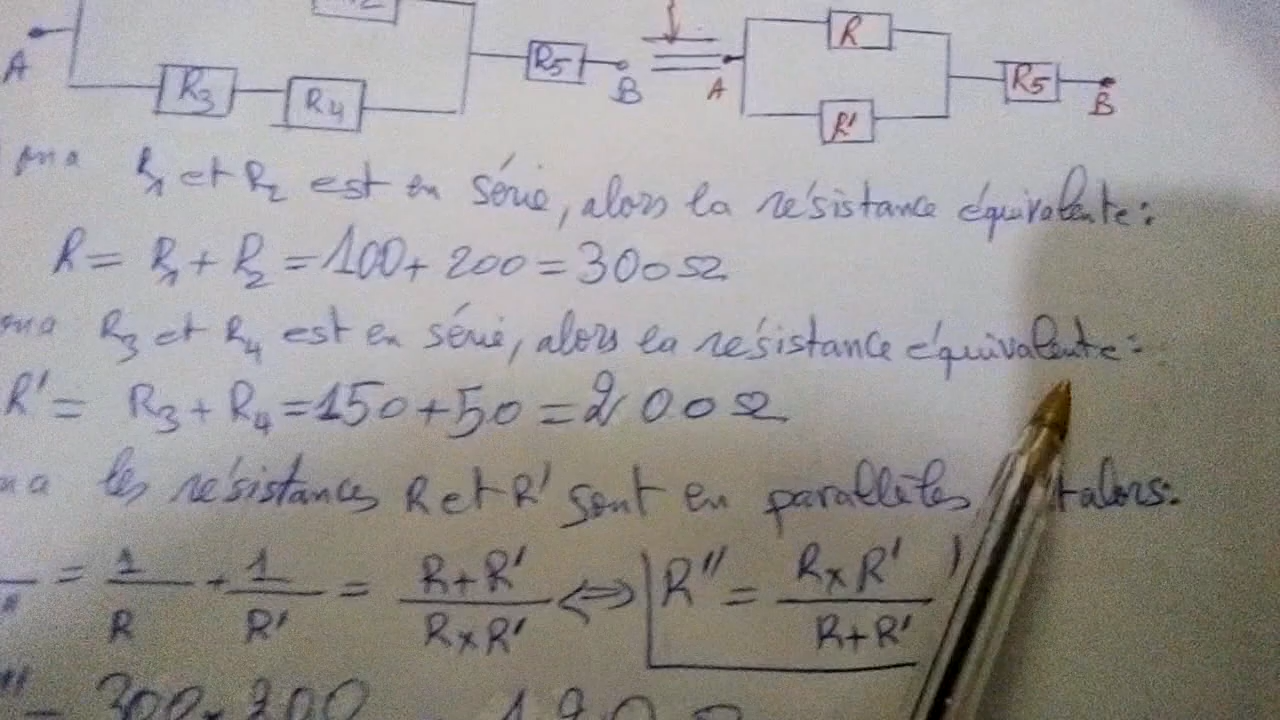 A R3 R4 R5 B A R R' R5 B
R1 et R2 est en série, alors la résistance équivalente:
R = R1 + R2 = 100 + 200 = 300Ω
R3 et R4 est en série, alors la résistance équivalente:
R' = R3 + R4 = 150 + 50 = 200Ω
les résistances R et R' sont en parallèles alors:
= 1/R + 1/R' = R+R'/R×R' ⇔ R" = R×R'/R+R'